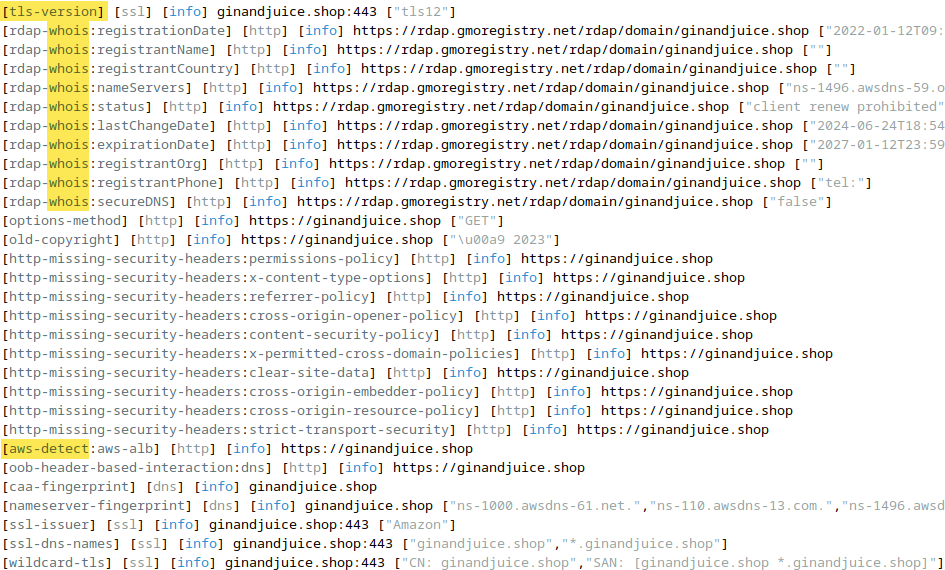 [tls-version] [ssl] [info] ginandjuice.shop:443 ["tls12"]
[rdap-whois:registrationDate] [http] [info] https://rdap.gmoregistry.net/rdap/domain/ginandjuice.shop ["2022-01-12T09:
[rdap-whois:registrantName] [http] [info] https://rdap.gmoregistry.net/rdap/domain/ginandjuice.shop [""]
[rdap-whois:registrantCountry] [http] [info] https://rdap.gmoregistry.net/rdap/domain/ginandjuice.shop [""]
[rdap-whois:nameServers] [http] [info] https://rdap.gmoregistry.net/rdap/domain/ginandjuice.shop ["ns-1496.awsdns-59.o
[rdap-whois:status] [http] [info] https://rdap.gmoregistry.net/rdap/domain/ginandjuice.shop ["client renew prohibited"
[rdap-whois:lastChangeDate] [http] [info] https://rdap.gmoregistry.net/rdap/domain/ginandjuice.shop ["2024-06-24T18:54
[rdap-whois:expirationDate] [http] [info] https://rdap.gmoregistry.net/rdap/domain/ginandjuice.shop ["2027-01-12T23:59
[rdap-whois:registrantOrg] [http] [info] https://rdap.gmoregistry.net/rdap/domain/ginandjuice.shop [""]
[rdap-whois:registrantPhone] [http] [info] https://rdap.gmoregistry.net/rdap/domain/ginandjuice.shop ["tel:"]
[rdap-whois:secureDNS] [http] [info] https://rdap.gmoregistry.net/rdap/domain/ginandjuice.shop ["false"]
[options-method] [http] [info] https://ginandjuice.shop ["GET"]
[old-copyright] [http] [info] https://ginandjuice.shop ["\u00a9 2023"]
[http-missing-security-headers:permissions-policy] [http] [info] https://ginandjuice.shop
[http-missing-security-headers:x-content-type-options] [http] [info] https://ginandjuice.shop
[http-missing-security-headers:referrer-policy] [http] [info] https://ginandjuice.shop
[http-missing-security-headers:cross-origin-opener-policy] [http] [info] https://ginandjuice.shop
[http-missing-security-headers:content-security-policy] [http] [info] https://ginandjuice.shop
[http-missing-security-headers:x-permitted-cross-domain-policies] [http] [info] https://ginandjuice.shop
[http-missing-security-headers:clear-site-data] [http] [info] https://ginandjuice.shop
[http-missing-security-headers:cross-origin-embedder-policy] [http] [info] https://ginandjuice.shop
[http-missing-security-headers:cross-origin-resource-policy] [http] [info] https://ginandjuice.shop
[http-missing-security-headers:strict-transport-security] [http] [info] https://ginandjuice.shop
[aws-detect:aws-alb] [http] [info] https://ginandjuice.shop
[oob-header-based-interaction:dns] [http] [info] https://ginandjuice.shop
[caa-fingerprint] [dns] [info] ginandjuice.shop
[nameserver-fingerprint] [dns] [info] ginandjuice.shop ["ns-1000.awsdns-61.net.","ns-110.awsdns-13.com.","ns-1496.awsd
[ssl-issuer] [ssl] [info] ginandjuice.shop:443 ["Amazon"]
[ssl-dns-names] [ssl] [info] ginandjuice.shop:443 ["ginandjuice.shop","*.ginandjuice.shop"]
[wildcard-tls] [ssl] [info] ginandjuice.shop:443 ["CN: ginandjuice.shop","SAN: [ginandjuice.shop *.ginandjuice.shop]"]